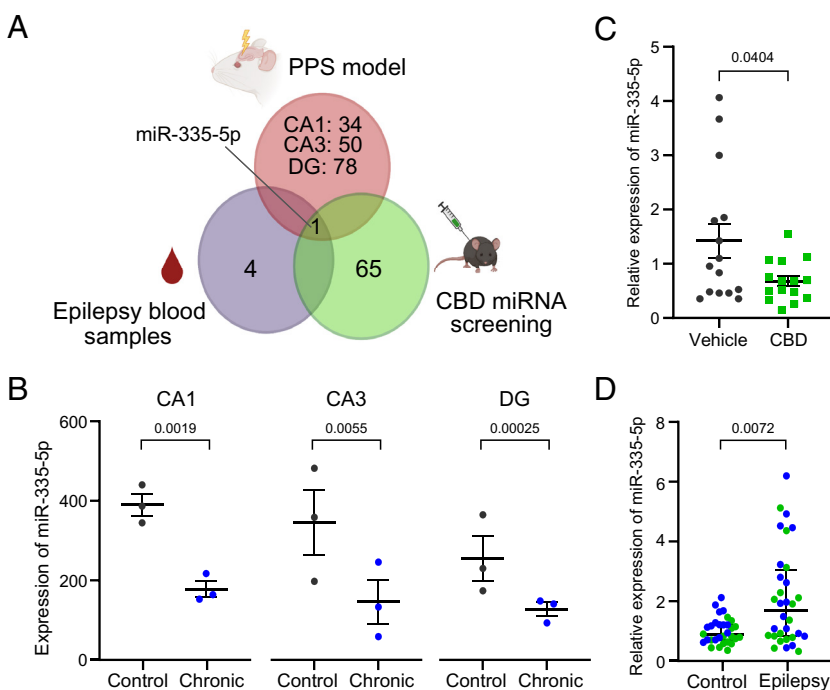 A
PPS model
miR-335-5p
CA1: 34
CA3: 50
DG: 78
1
4
65
Epilepsy blood
samples
CBD miRNA
screening
B
Expression of miR-335-5p
600
400
200
0
CA1
0.0019
Control
Chronic
CA3
0.0055
Control
Chronic
DG
0.00025
Control
Chronic
C
Relative expression of miR-335-5p
5
4
3
2
1
0
0.0404
Vehicle
CBD
D
Relative expression of miR-335-5p
8
6
4
2
0
0.0072
Control
Epilepsy